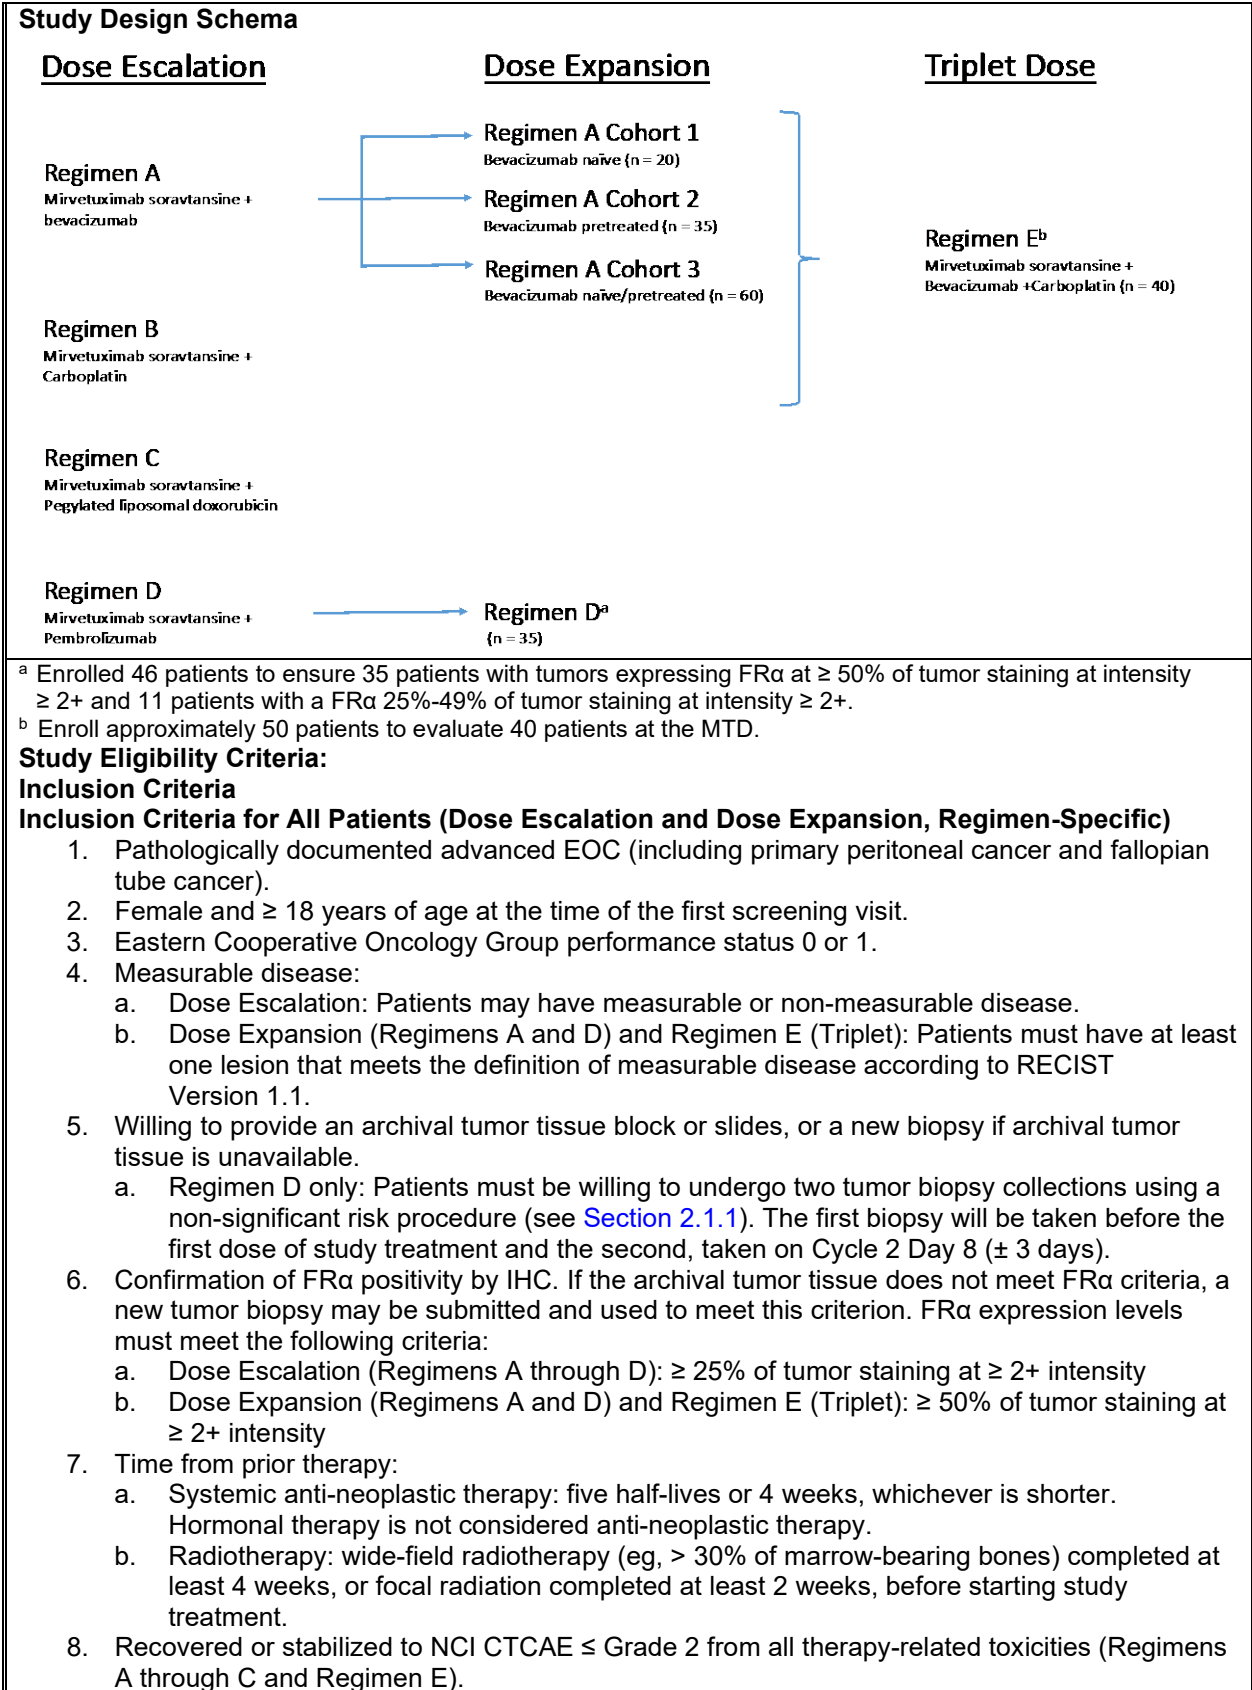 Study Design Schema
Dose Escalation
Dose Expansion
Triplet Dose
Regimen A
Mirvetuximab soravtansine +
bevacizumab
Regimen A Cohort 1
Bevacizumab naïve (n = 20)
Regimen A Cohort 2
Bevacizumab pretreated (n = 35)
Regimen A Cohort 3
Bevacizumab naïve/pretreated (n = 60)
Regimen Eᵇ
Mirvetuximab soravtansine +
Bevacizumab +Carboplatin (n = 40)
Regimen B
Mirvetuximab soravtansine +
Carboplatin
Regimen C
Mirvetuximab soravtansine +
Pegylated liposomal doxorubicin
Regimen D
Mirvetuximab soravtansine +
Pembrolizumab
Regimen Dᵃ
(n = 35)
ᵃ Enrolled 46 patients to ensure 35 patients with tumors expressing FRα at ≥ 50% of tumor staining at intensity
≥ 2+ and 11 patients with a FRα 25%-49% of tumor staining at intensity ≥ 2+.
ᵇ Enroll approximately 50 patients to evaluate 40 patients at the MTD.
Study Eligibility Criteria:
Inclusion Criteria
Inclusion Criteria for All Patients (Dose Escalation and Dose Expansion, Regimen-Specific)
1. Pathologically documented advanced EOC (including primary peritoneal cancer and fallopian
tube cancer).
2. Female and ≥ 18 years of age at the time of the first screening visit.
3. Eastern Cooperative Oncology Group performance status 0 or 1.
4. Measurable disease:
a. Dose Escalation: Patients may have measurable or non-measurable disease.
b. Dose Expansion (Regimens A and D) and Regimen E (Triplet): Patients must have at least
one lesion that meets the definition of measurable disease according to RECIST
Version 1.1.
5. Willing to provide an archival tumor tissue block or slides, or a new biopsy if archival tumor
tissue is unavailable.
a. Regimen D only: Patients must be willing to undergo two tumor biopsy collections using a
non-significant risk procedure (see Section 2.1.1). The first biopsy will be taken before the
first dose of study treatment and the second, taken on Cycle 2 Day 8 (± 3 days).
6. Confirmation of FRα positivity by IHC. If the archival tumor tissue does not meet FRα criteria, a
new tumor biopsy may be submitted and used to meet this criterion. FRα expression levels
must meet the following criteria:
a. Dose Escalation (Regimens A through D): ≥ 25% of tumor staining at ≥ 2+ intensity
b. Dose Expansion (Regimens A and D) and Regimen E (Triplet): ≥ 50% of tumor staining at
≥ 2+ intensity
7. Time from prior therapy:
a. Systemic anti-neoplastic therapy: five half-lives or 4 weeks, whichever is shorter.
Hormonal therapy is not considered anti-neoplastic therapy.
b. Radiotherapy: wide-field radiotherapy (eg, > 30% of marrow-bearing bones) completed at
least 4 weeks, or focal radiation completed at least 2 weeks, before starting study
treatment.
8. Recovered or stabilized to NCI CTCAE ≤ Grade 2 from all therapy-related toxicities (Regimens
A through C and Regimen E).